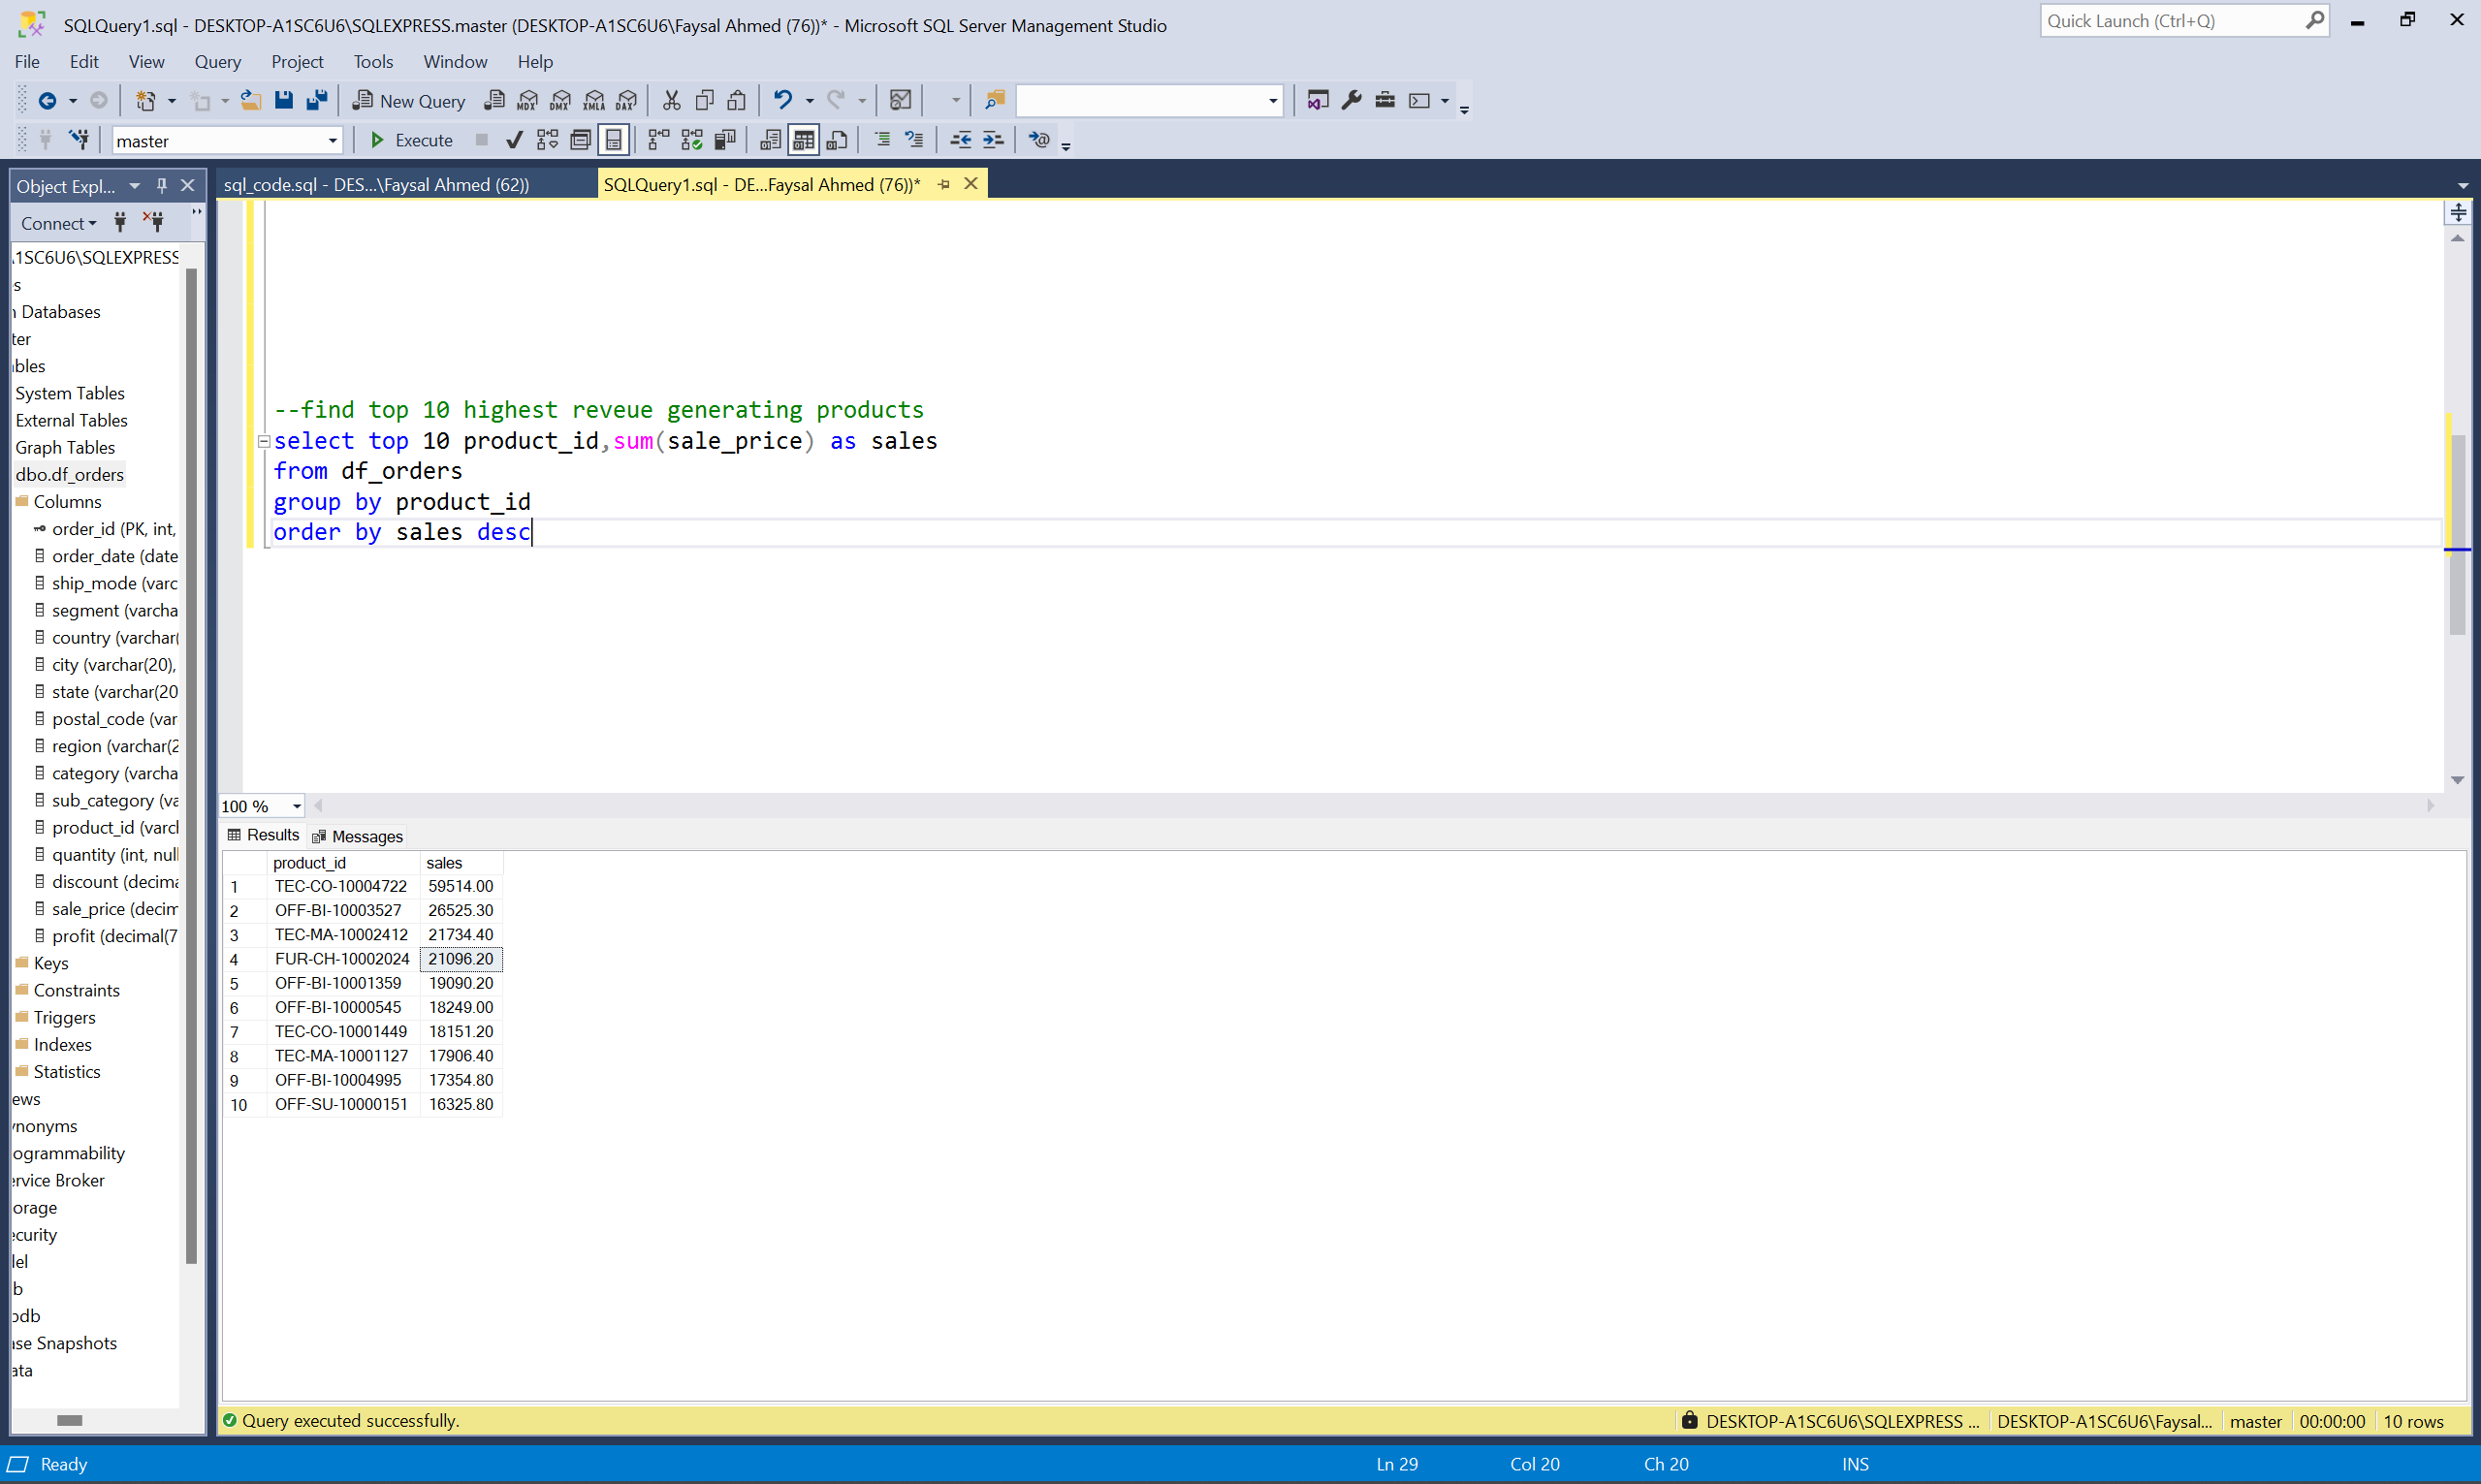 SQLQuery1.sql - DESKTOP-A1SC6U6\SQLEXPRESS.master (DESKTOP-A1SC6U6\Faysal Ahmed (76))* - Microsoft SQL Server Management Studio
Quick Launch (Ctrl+Q)
File Edit View Query Project Tools Window Help
New Query MDX DMX XMLA DAX
master Execute
Object Expl...
sql_code.sql - DES...\Faysal Ahmed (62))
SQLQuery1.sql - DE...Faysal Ahmed (76))*
Connect
A1SC6U6\SQLEXPRESS
s
n Databases
ter
bles
System Tables
External Tables
Graph Tables
dbo.df_orders
Columns
order_id (PK, int,
order_date (date
ship_mode (varc
segment (varcha
country (varchar(
city (varchar(20),
state (varchar(20
postal_code (var
region (varchar(2
category (varcha
sub_category (va
product_id (varcl
quantity (int, null
discount (decima
sale_price (decim
profit (decimal(7
Keys
Constraints
Triggers
Indexes
Statistics
ews
ynonyms
ogrammability
ervice Broker
orage
ecurity
del
b
pdb
ase Snapshots
ata
--find top 10 highest reveue generating products
select top 10 product_id,sum(sale_price) as sales
from df_orders
group by product_id
order by sales desc
100 %
Results Messages
product_id sales
1 TEC-CO-10004722 59514.00
2 OFF-BI-10003527 26525.30
3 TEC-MA-10002412 21734.40
4 FUR-CH-10002024 21096.20
5 OFF-BI-10001359 19090.20
6 OFF-BI-10000545 18249.00
7 TEC-CO-10001449 18151.20
8 TEC-MA-10001127 17906.40
9 OFF-BI-10004995 17354.80
10 OFF-SU-10000151 16325.80
Query executed successfully.
DESKTOP-A1SC6U6\SQLEXPRESS ... DESKTOP-A1SC6U6\Faysal... master 00:00:00 10 rows
Ready Ln 29 Col 20 Ch 20 INS